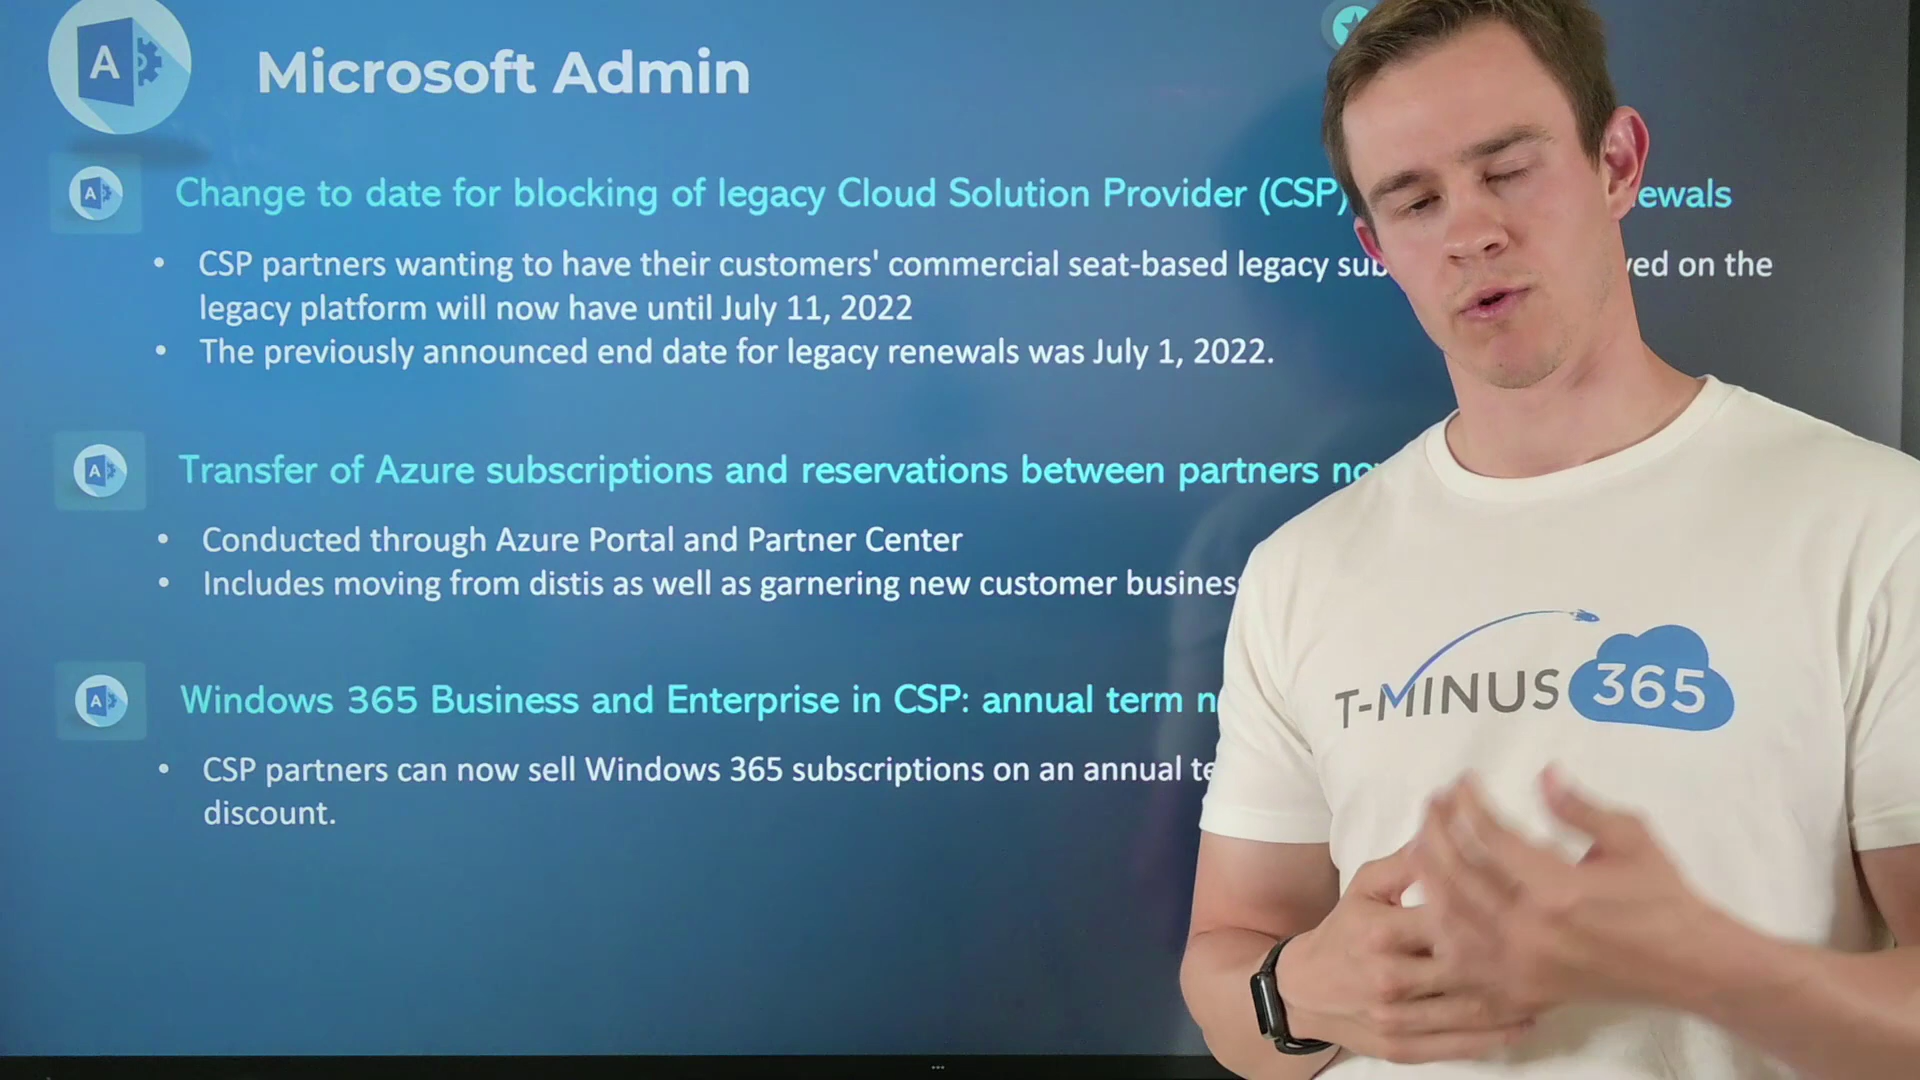 A
Microsoft Admin
A
Change to date for blocking of legacy Cloud Solution Provider (CSP)
CSP partners wanting to have their customers' commercial seat-based legacy on the
legacy platform will now have until July 11, 2022
The previously announced end date for legacy renewals was July 1, 2022.
A
Transfer of Azure subscriptions and reservations between partners
Conducted through Azure Portal and Partner Center
Includes moving from distis as well as garnering new customer business
A
Windows 365 Business and Enterprise in CSP: annual term
CSP partners can now sell Windows 365 subscriptions on an annual
discount.
T-MINUS 365